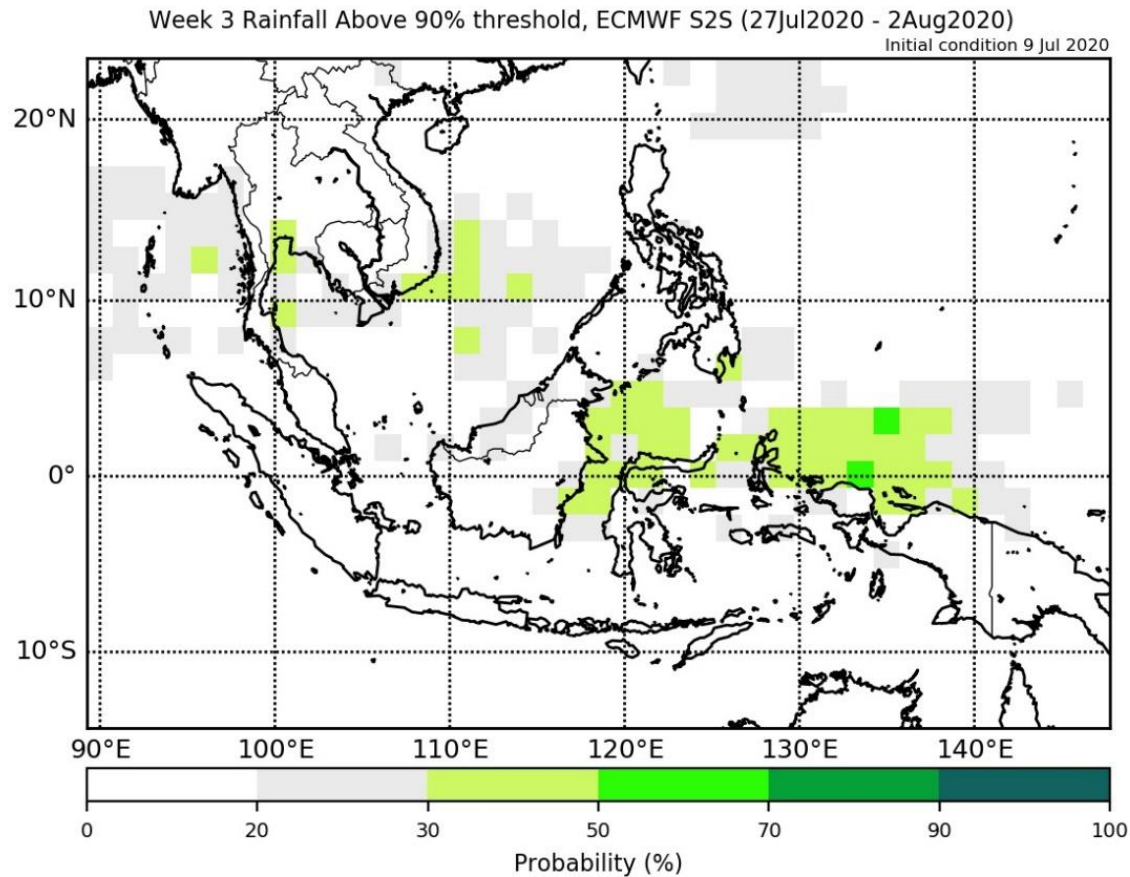 Week 3 Rainfall Above 90% threshold, ECMWF S2S (27Jul2020 - 2Aug2020)
Initial condition 9 Jul 2020
20°N
10°N
0°
10°S
90°E 100°E 110°E 120°E 130°E 140°E
0 20 30 50 70 90 100
Probability (%)